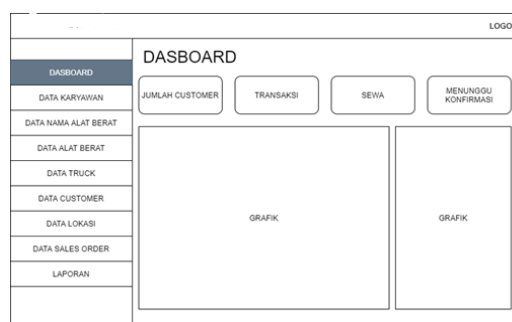 LOGO
DASBOARD
DATA KARYAWAN
DATA NAMA ALAT BERAT
DATA ALAT BERAT
DATA TRUCK
DATA CUSTOMER
DATA LOKASI
DATA SALES ORDER
LAPORAN
DASBOARD
JUMLAH CUSTOMER
TRANSAKSI
SEWA
MENUNGGU
KONFIRMASI
GRAFIK
GRAFIK